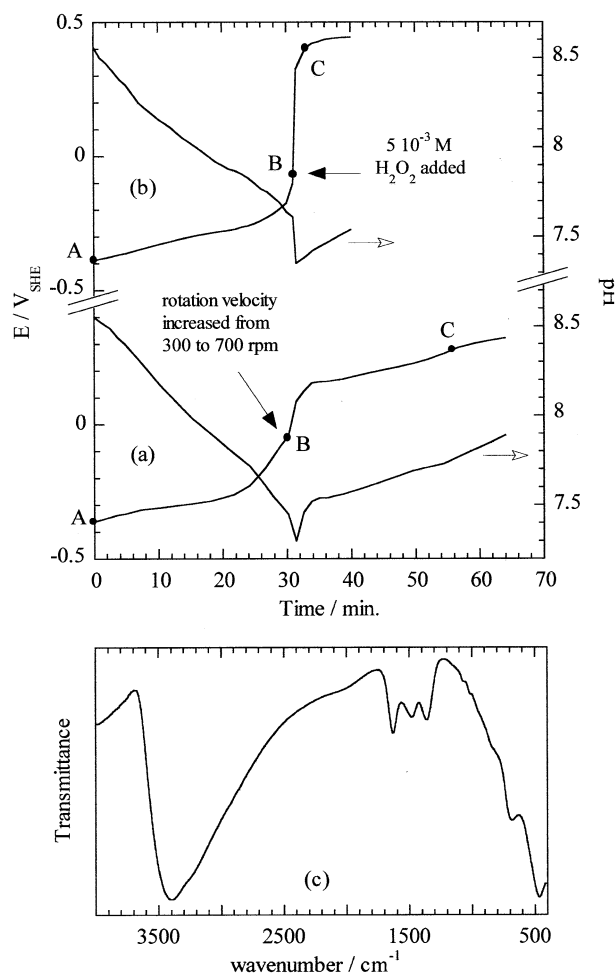 0.5
0
-0.5
E / V_SHE
8.5
8
7.5
pH
A
B
C
(b)
5 10⁻³ M
H₂O₂ added
rotation velocity
increased from
300 to 700 rpm
0
-0.5
8.5
8
7.5
A
B
C
(a)
0 10 20 30 40 50 60 70
Time / min.
Transmittance
(c)
3500 2500 1500 500
wavenumber / cm⁻¹